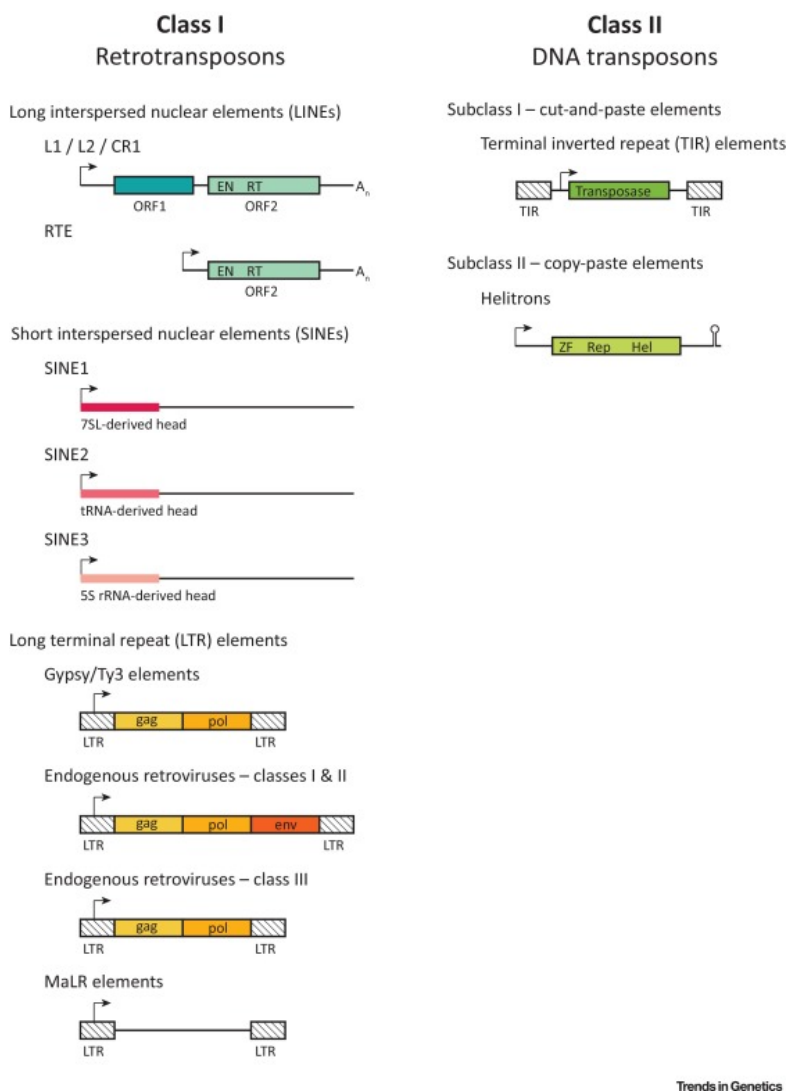 Class I
Retrotransposons
Long interspersed nuclear elements (LINEs)
L1 / L2 / CR1
EN RT
An
ORF1
ORF2
RTE
EN RT
An
ORF2
Short interspersed nuclear elements (SINEs)
SINE1
7SL-derived head
SINE2
tRNA-derived head
SINE3
5S rRNA-derived head
Long terminal repeat (LTR) elements
Gypsy/Ty3 elements
gag pol
LTR LTR
Endogenous retroviruses – classes I & II
gag pol env
LTR LTR
Endogenous retroviruses – class III
gag pol
LTR LTR
MaLR elements
LTR LTR
Class II
DNA transposons
Subclass I – cut-and-paste elements
Terminal inverted repeat (TIR) elements
Transposase
TIR TIR
Subclass II – copy-paste elements
Helitrons
ZF Rep Hel
Trends in Genetics